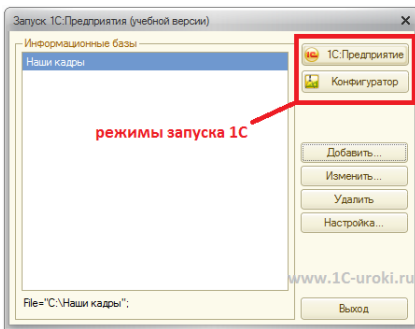 Запуск 1С:Предприятия (учебной версии)
Информационные базы
Наши кадры
1С:Предприятие
Конфигуратор
режимы запуска 1С
Добавить...
Изменить...
Удалить
Настройка...
www.1C-uroki.ru
File="C:\Наши кадры";
Выход